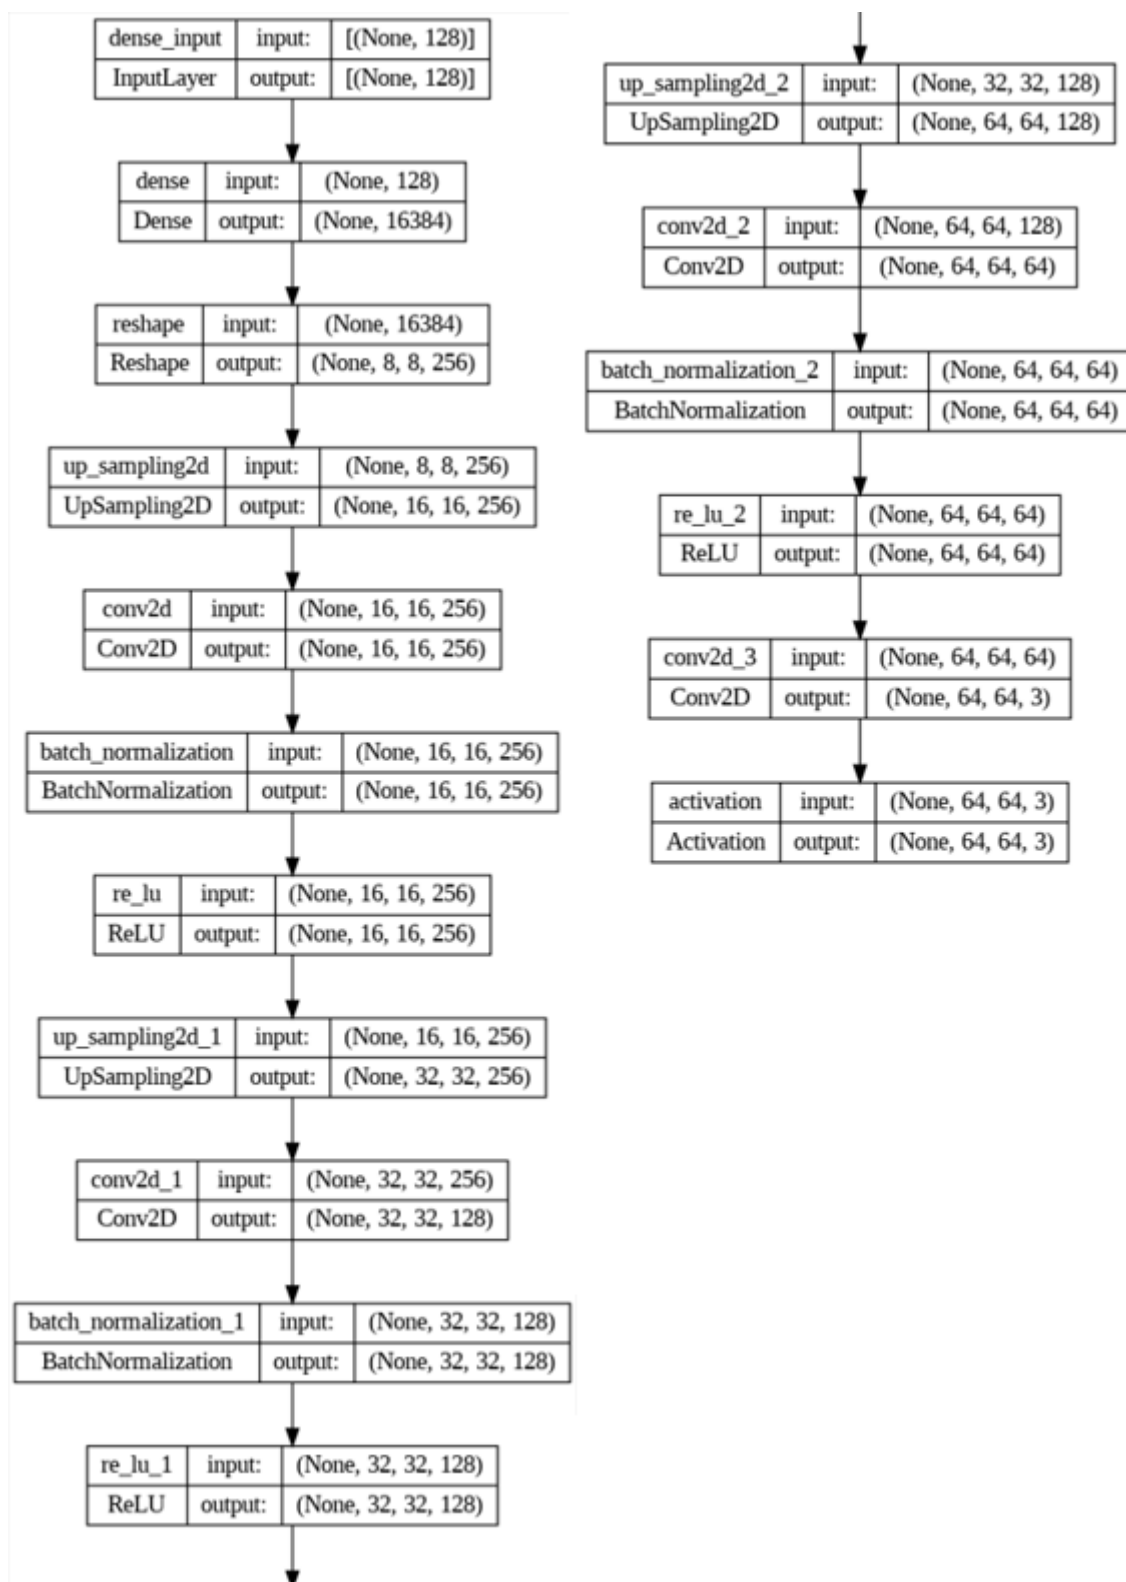 dense_input input: [(None, 128)]
InputLayer output: [(None, 128)]
dense input: (None, 128)
Dense output: (None, 16384)
reshape input: (None, 16384)
Reshape output: (None, 8, 8, 256)
up_sampling2d input: (None, 8, 8, 256)
UpSampling2D output: (None, 16, 16, 256)
conv2d input: (None, 16, 16, 256)
Conv2D output: (None, 16, 16, 256)
batch_normalization input: (None, 16, 16, 256)
BatchNormalization output: (None, 16, 16, 256)
re_lu input: (None, 16, 16, 256)
ReLU output: (None, 16, 16, 256)
up_sampling2d_1 input: (None, 16, 16, 256)
UpSampling2D output: (None, 32, 32, 256)
conv2d_1 input: (None, 32, 32, 256)
Conv2D output: (None, 32, 32, 128)
batch_normalization_1 input: (None, 32, 32, 128)
BatchNormalization output: (None, 32, 32, 128)
re_lu_1 input: (None, 32, 32, 128)
ReLU output: (None, 32, 32, 128)
up_sampling2d_2 input: (None, 32, 32, 128)
UpSampling2D output: (None, 64, 64, 128)
conv2d_2 input: (None, 64, 64, 128)
Conv2D output: (None, 64, 64, 64)
batch_normalization_2 input: (None, 64, 64, 64)
BatchNormalization output: (None, 64, 64, 64)
re_lu_2 input: (None, 64, 64, 64)
ReLU output: (None, 64, 64, 64)
conv2d_3 input: (None, 64, 64, 64)
Conv2D output: (None, 64, 64, 3)
activation input: (None, 64, 64, 3)
Activation output: (None, 64, 64, 3)